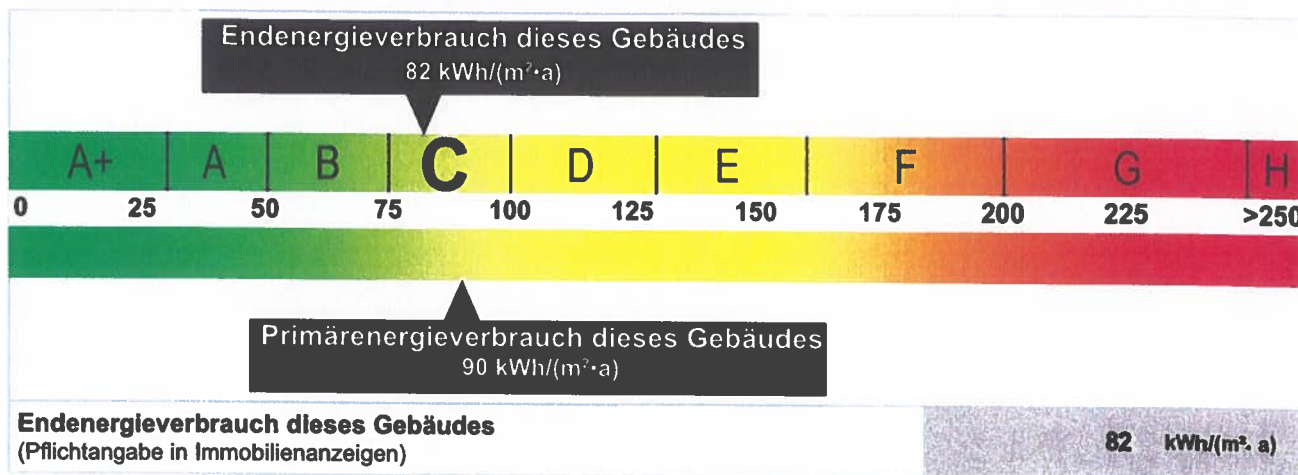 Endenergieverbrauch dieses Gebäudes
82 kWh/(m²·a)
A+ A B C D E F G H
0 25 50 75 100 125 150 175 200 225 >250
Primärenergieverbrauch dieses Gebäudes
90 kWh/(m²·a)
Endenergieverbrauch dieses Gebäudes
(Pflichtangabe in Immobilienanzeigen)
82 kWh/(m²· a)